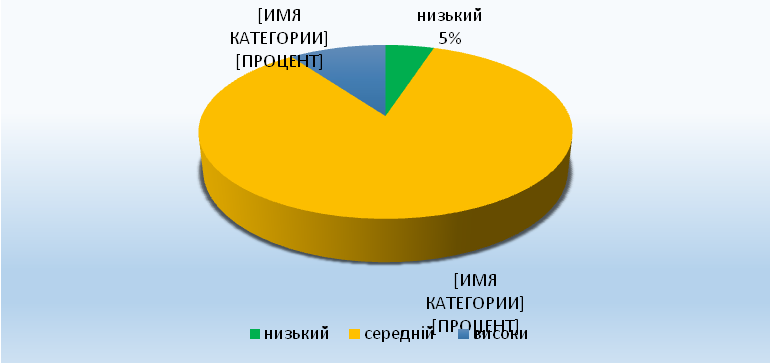 [ИМЯ
КАТЕГОРИИ]
[ПРОЦЕНТ]
низький
5%
[ИМЯ
КАТЕГОРИИ]
[ПРОЦЕНТ]
низький середній високи